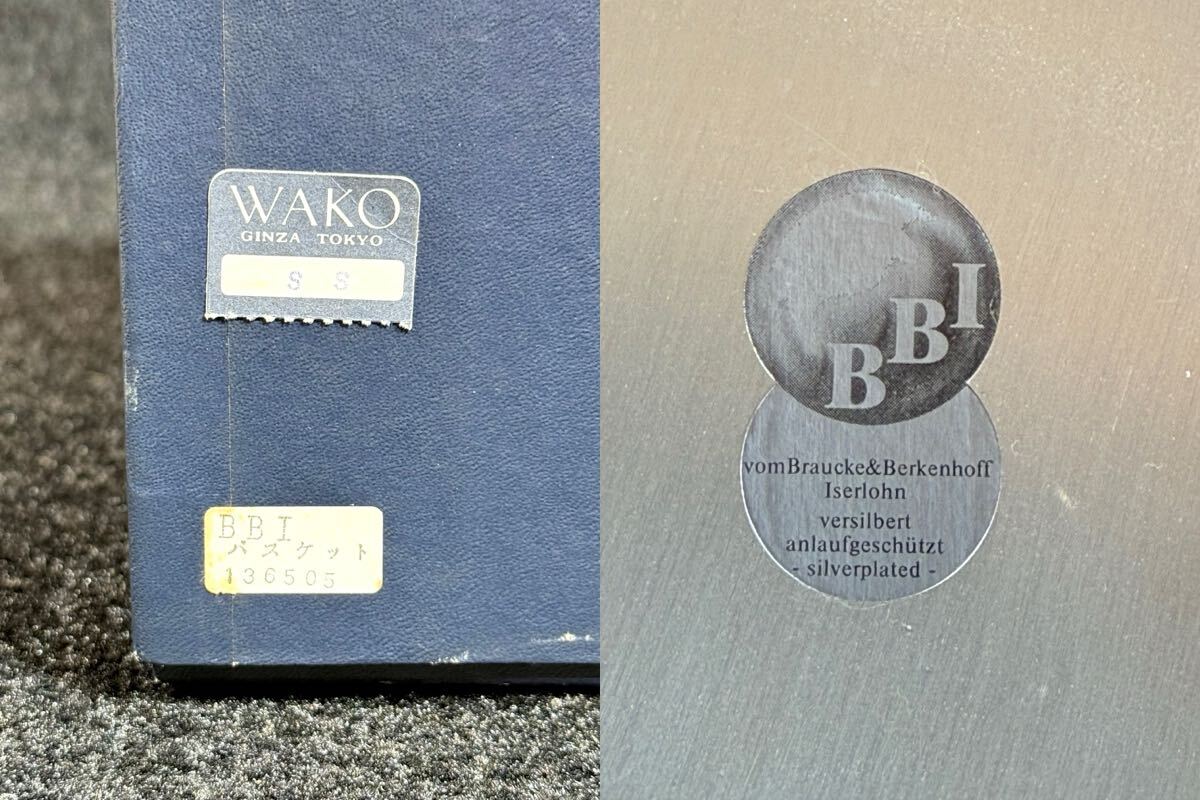 WAKO
GINZA TOKYO
S S
BBI
バスケット
136505
BBI
vomBraucke&Berkenhoff
Iserlohn
versilbert
anlaufgeschützt
- silverplated -